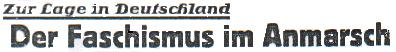 Zur Lage in Deutschland
Der Faschismus im Anmarsch